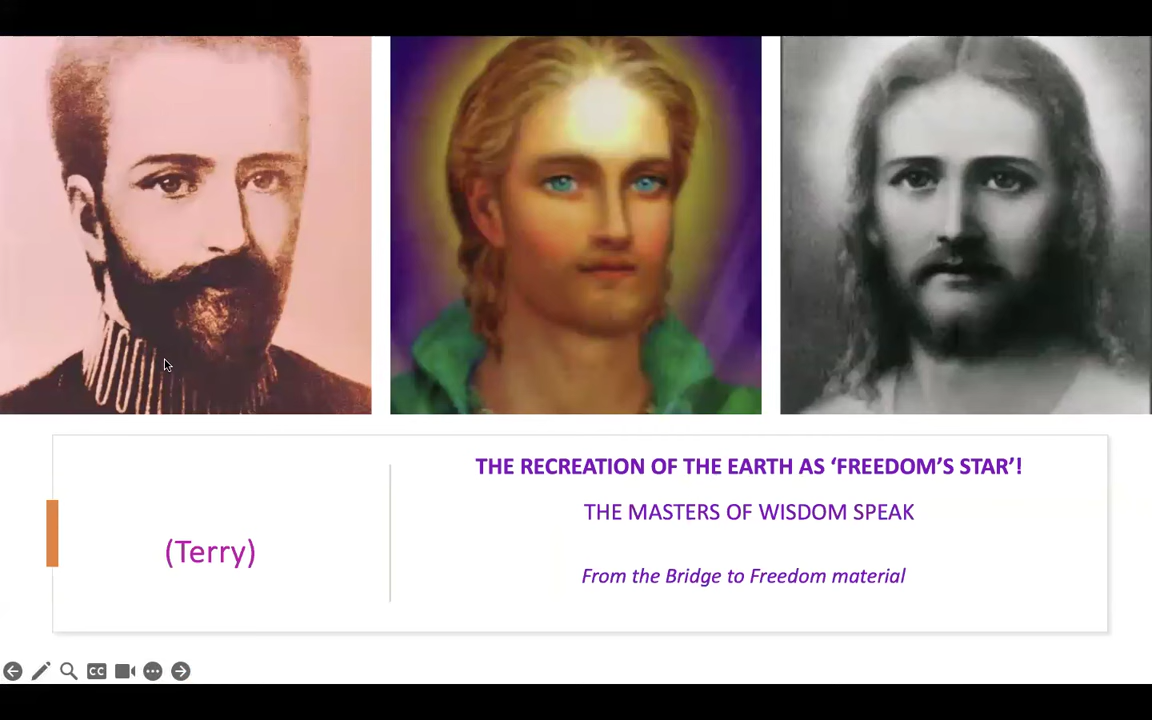 THE RECREATION OF THE EARTH AS ‘FREEDOM’S STAR’!
THE MASTERS OF WISDOM SPEAK
(Terry)
From the Bridge to Freedom material
CC